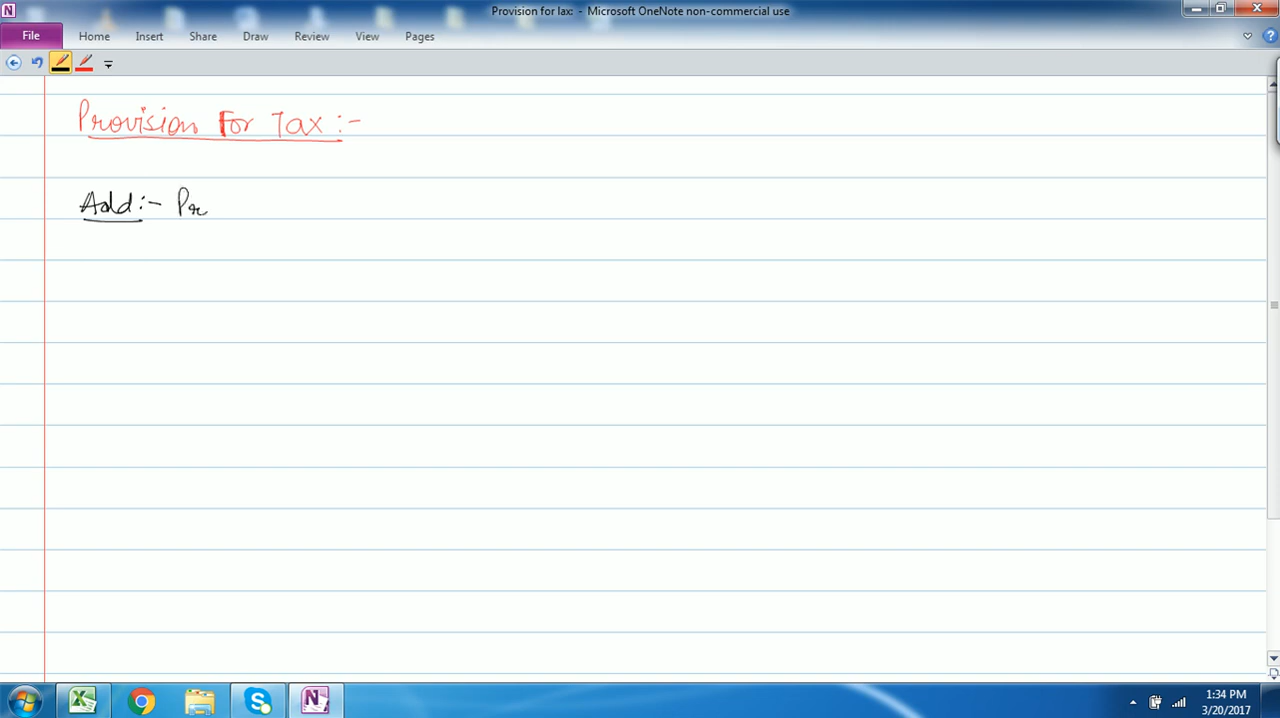 Provision for lax: - Microsoft OneNote non-commercial use
File Home Insert Share Draw Review View Pages
Provision For Tax :-
Add :- Pr
1:34 PM
3/20/2017